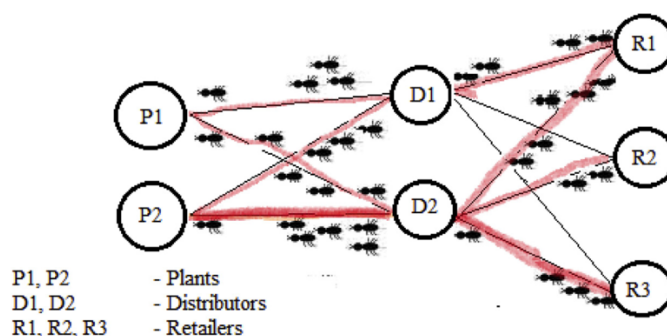 R1
D1
P1
R2
P2
D2
R3
P1, P2 - Plants
D1, D2 - Distributors
R1, R2, R3 - Retailers